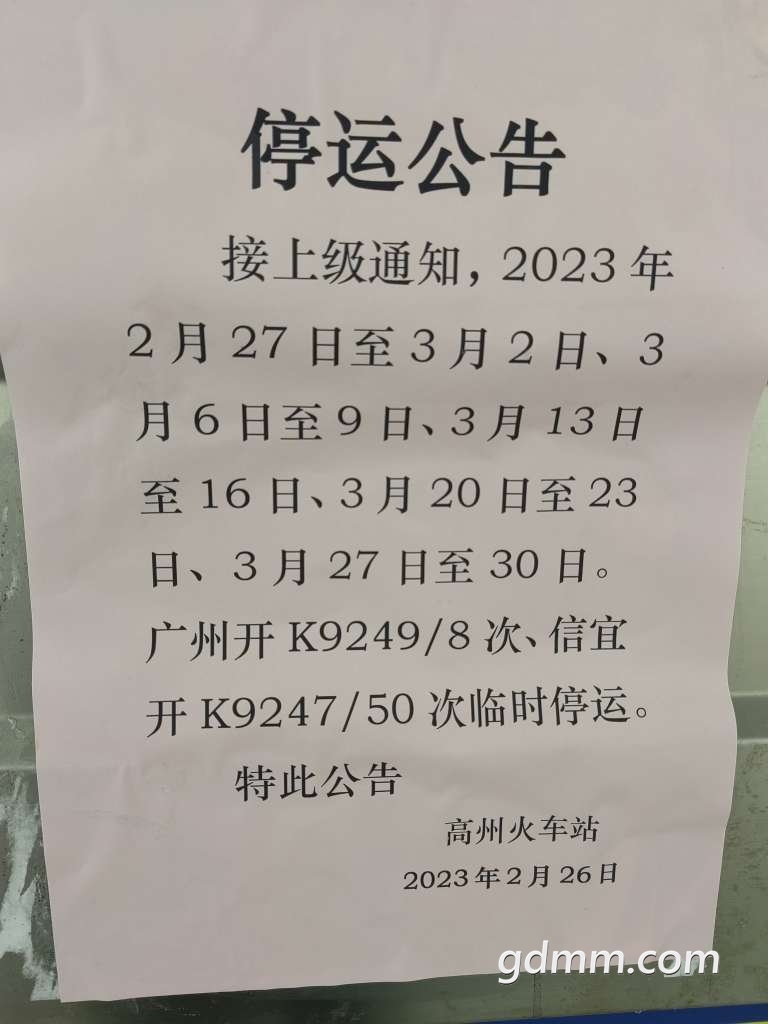 停运公告
接上级通知，2023 年
2 月 27 日至 3 月 2 日、3
月 6 日至 9 日、3 月 13 日
至 16 日、3 月 20 日至 23
日、3 月 27 日至 30 日。
广州开 K9249/8 次、信宜
开 K9247/50 次临时停运。
特此公告
高州火车站
2023 年 2 月 26 日
gdmm.com